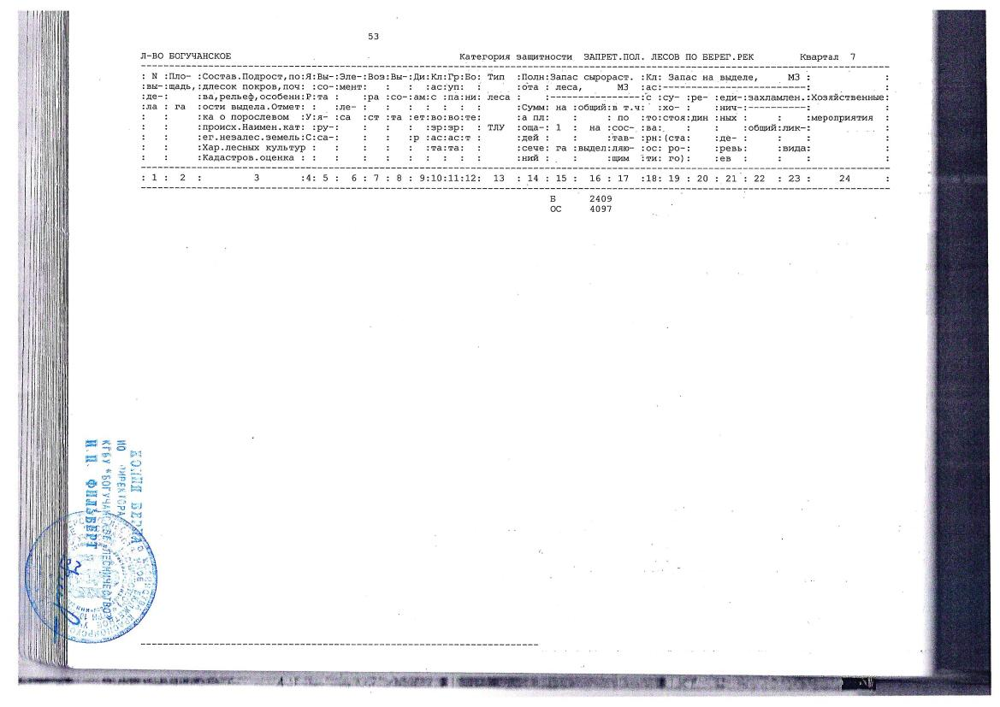 53
Л-ВО БОГУЧАНСКОЕ Категория защитности ЗАПРЕТ.ПОЛ. ЛЕСОВ ПО БЕРЕГ.РЕК Квартал 7
: N :Пло- :Состав.Подрост,по:Я:Вы-:Эле-:Воз:Вы-:Ди:Кл:Гр:Бо: Тип :Полн:Запас сырораст. :Кл: Запас на выделе, МЗ : :
:вы-:щадь,:длесок покров,поч: :со-:мент: : : :ас:уп: : :ота : леса, МЗ :ас:------------------------: :
:де-: :ва,рельеф,особенн:Р:та : :ра :со-:ам:с :па:ни: леса : :-----------------:с :су- : ре- :еди-:захламлен.:Хозяйственные:
:ла : га :ости выдела.Отмет: : :ле- : : : : : : : : :Сумм: на :общий:в т.ч: :хо- : :нич-:-----------: :
: : :ка о порослевом :У:я- :са :ст :та :ет:во:во:те: :а пл: : : по :то:стоя:дин :ных : : :мероприятия :
: : :происх.Наимен.кат: :ру-: : : : :зр:зр: : ТЛУ :оща-: 1 : на :сос- :ва: : : :общий:лик-: :
: : :ег.незалес.земель:С:са-: : : :р :ас:ас:т : :дей : : :тав- :рн:(ста: :де- : : : :
: : :Хар.лесных культур : : : : : : :та:та: : :сече: га :выдел:ляю- :ос: ро- : :ревь: :вида: :
: : :Кадастров.оценка : : : : : : : : : : :ний : : :щим :ти: го): :ев : : : :
: 1 : 2 : 3 :4: 5 : 6 : 7 : 8 : 9:10:11:12: 13 : 14 : 15 : 16 : 17 :18: 19 : 20 : 21 : 22 : 23 : 24 :
Б 2409
ОС 4097
КОПИЯ ВЕРНА
ИО ДИРЕКТОРА
КГБУ "БОГУЧАНСКОЕ ЛЕСНИЧЕСТВО"
И.И. ФИЛЬБЕРТ